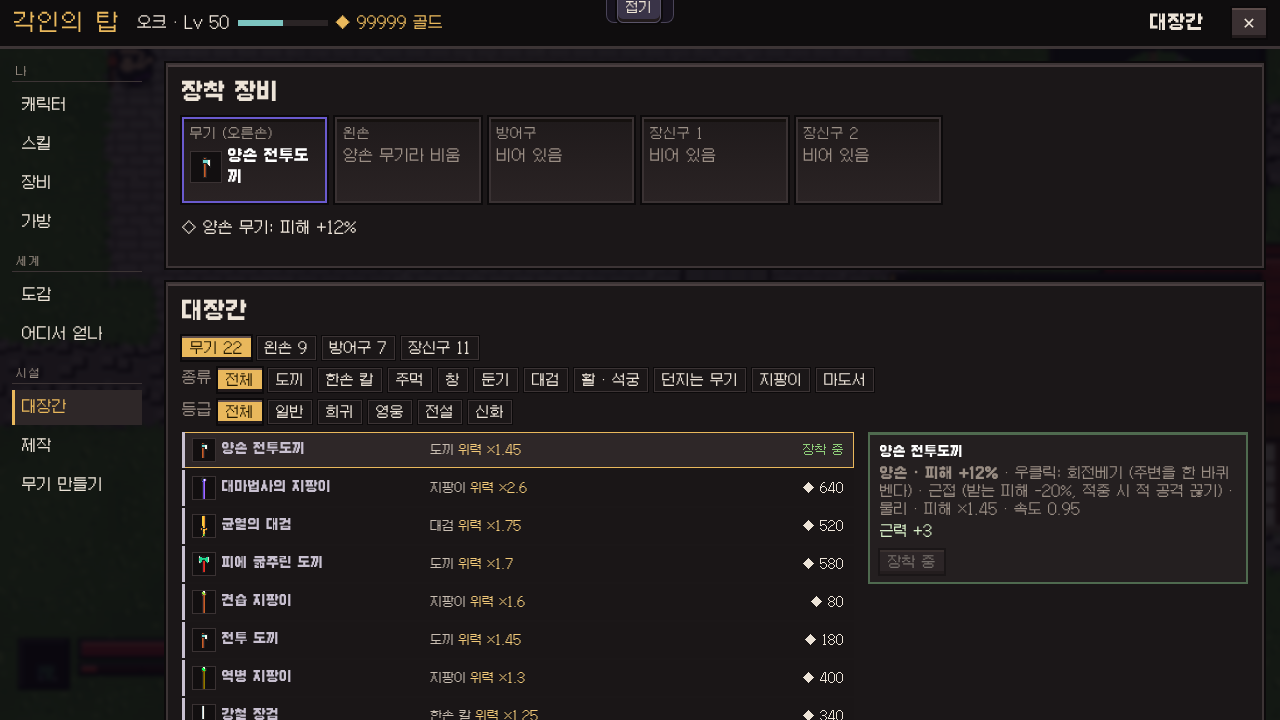 각인의 탑 오크 · Lv 50 ◆ 99999 골드 접기 대장간 ×
나
캐릭터
스킬
장비
가방
세계
도감
어디서 얻나
시설
대장간
제작
무기 만들기
장착 장비
무기 (오른손)
양손 전투도
끼
왼손
양손 무기라 비움
방어구
비어 있음
장신구 1
비어 있음
장신구 2
비어 있음
◇ 양손 무기: 피해 +12%
대장간
무기 22 왼손 9 방어구 7 장신구 11
종류 전체 도끼 한손 칼 주먹 창 둔기 대검 활 · 석궁 던지는 무기 지팡이 마도서
등급 전체 일반 희귀 영웅 전설 신화
양손 전투도끼 도끼 위력 ×1.45 장착 중
대마법사의 지팡이 지팡이 위력 ×2.6 ◆ 640
균열의 대검 대검 위력 ×1.75 ◆ 520
피에 굶주린 도끼 도끼 위력 ×1.7 ◆ 580
견습 지팡이 지팡이 위력 ×1.6 ◆ 80
전투 도끼 도끼 위력 ×1.45 ◆ 180
역병 지팡이 지팡이 위력 ×1.3 ◆ 400
강철 장검 한손 칼 위력 ×1.25 ◆ 340
양손 전투도끼
양손 · 피해 +12% · 우클릭: 회전베기 (주변을 한 바퀴
벤다) · 근접 (받는 피해 -20%, 적중 시 적 공격 끊기) ·
물리 · 피해 ×1.45 · 속도 0.95
근력 +3
장착 중